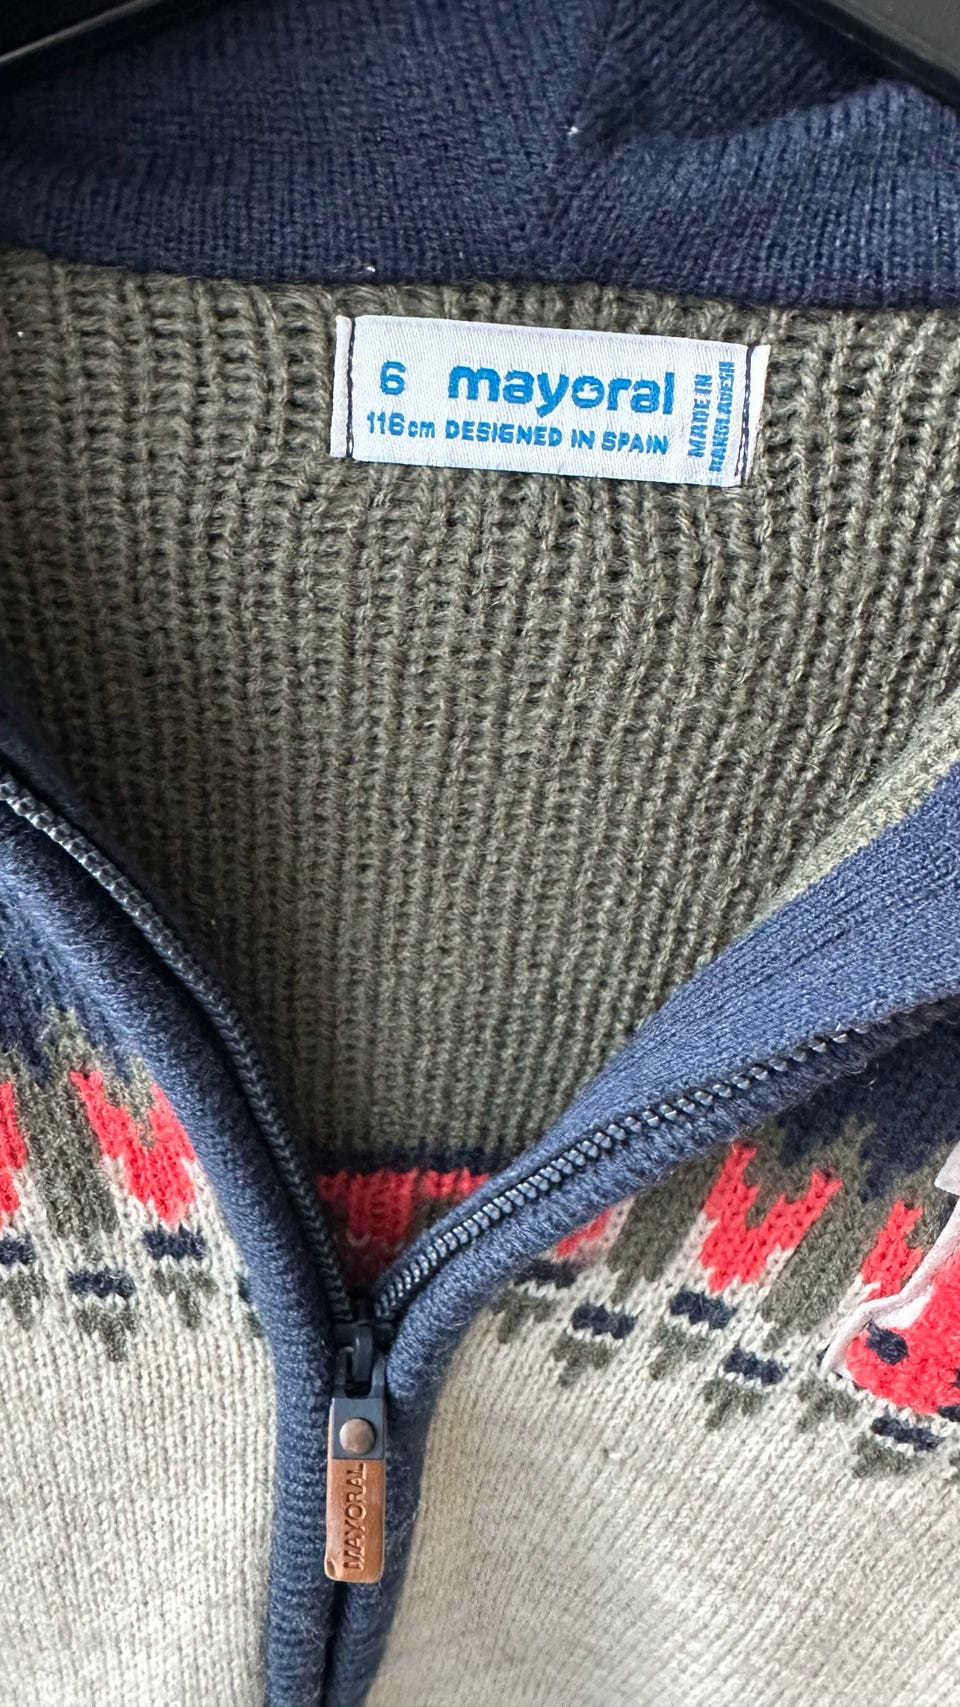 6 mayoral
116cm DESIGNED IN SPAIN
MADE IN
BANGLADESH
MAYORAL